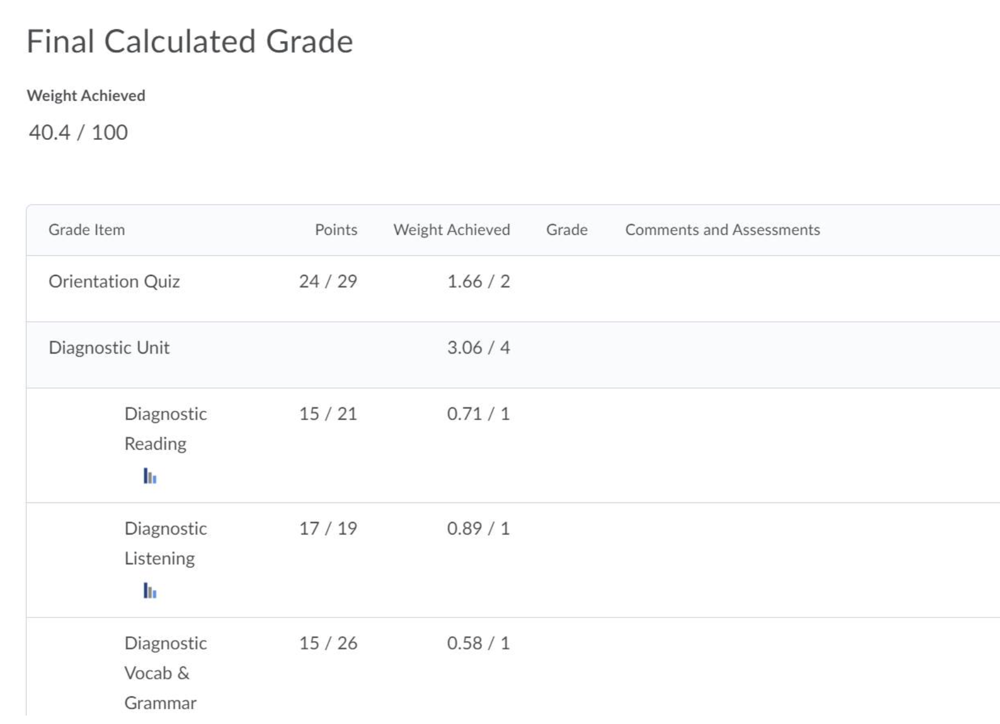 Final Calculated Grade
Weight Achieved
40.4 / 100
Grade Item Points Weight Achieved Grade Comments and Assessments
Orientation Quiz 24 / 29 1.66 / 2
Diagnostic Unit 3.06 / 4
Diagnostic 15 / 21 0.71 / 1
Reading
Diagnostic 17 / 19 0.89 / 1
Listening
Diagnostic 15 / 26 0.58 / 1
Vocab &
Grammar